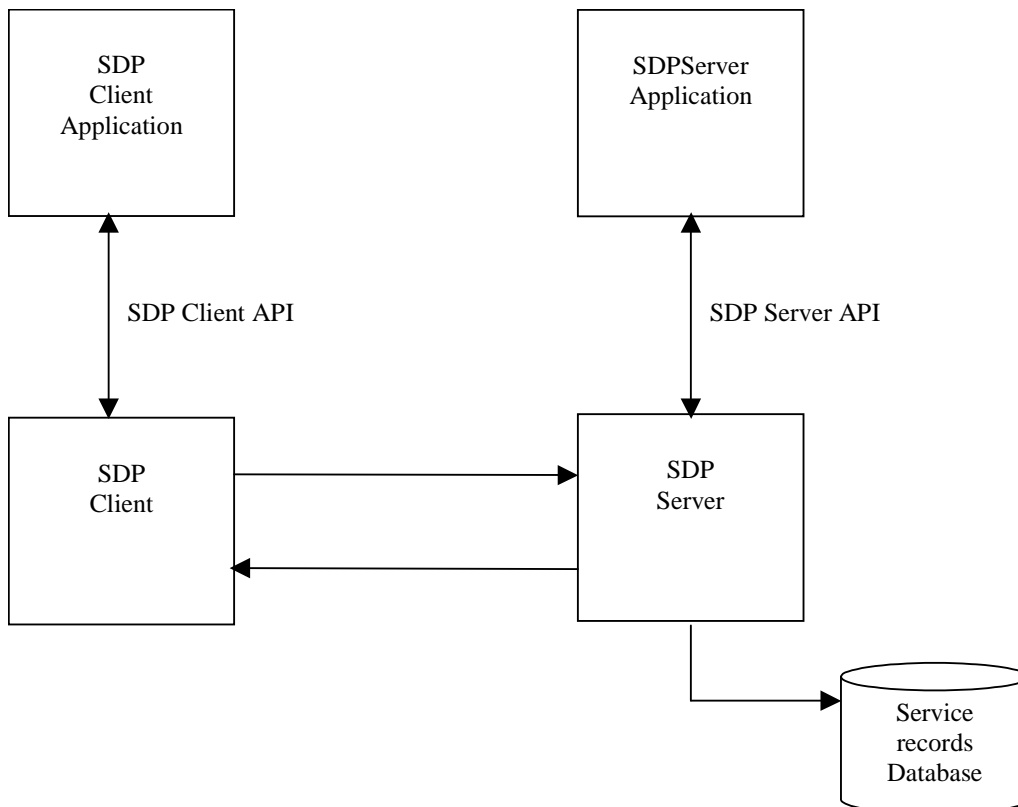 SDP
Client
Application
SDPServer
Application
SDP Client API
SDP Server API
SDP
Client
SDP
Server
Service
records
Database